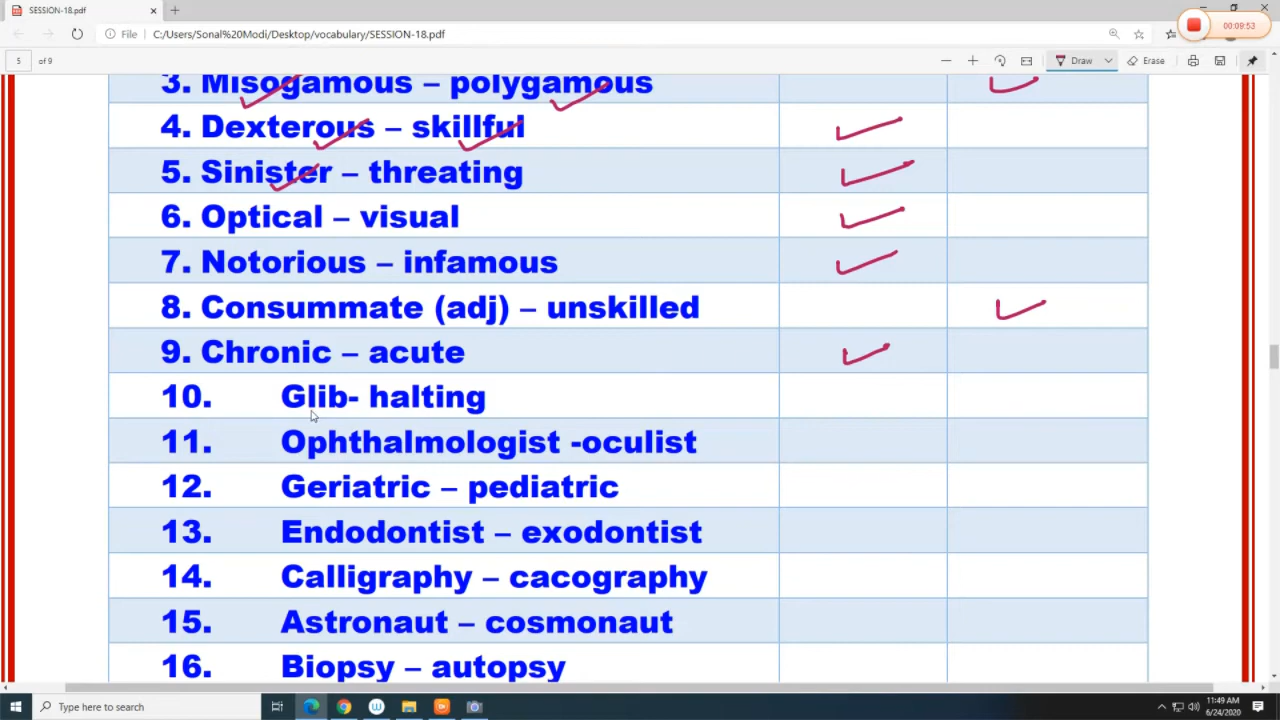 SESSION-18.pdf
00:09:53
File
C:/Users/Sonal%20Modi/Desktop/vocabulary/SESSION-18.pdf
5 of 9
Draw
Erase
3. Misogamous – polygamous
4. Dexterous – skillful
5. Sinister – threating
6. Optical – visual
7. Notorious – infamous
8. Consummate (adj) – unskilled
9. Chronic – acute
10. Glib- halting
11. Ophthalmologist -oculist
12. Geriatric – pediatric
13. Endodontist – exodontist
14. Calligraphy – cacography
15. Astronaut – cosmonaut
16. Biopsy – autopsy
Type here to search
11:49 AM
6/24/2020